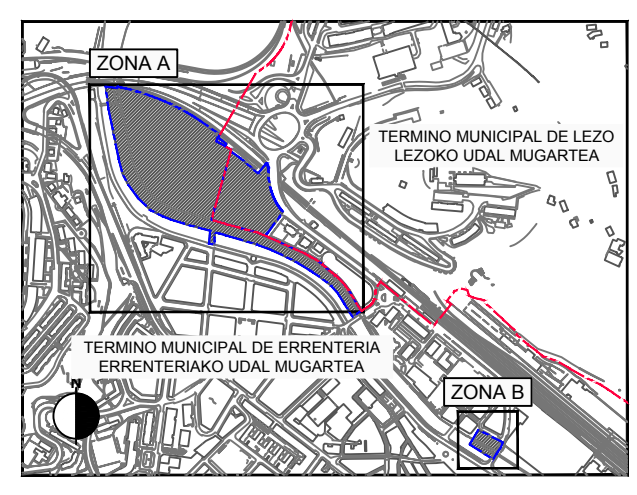 ZONA A
TERMINO MUNICIPAL DE LEZO
LEZOKO UDAL MUGARTEA
TERMINO MUNICIPAL DE ERRENTERIA
ERRENTERIAKO UDAL MUGARTEA
N
ZONA B